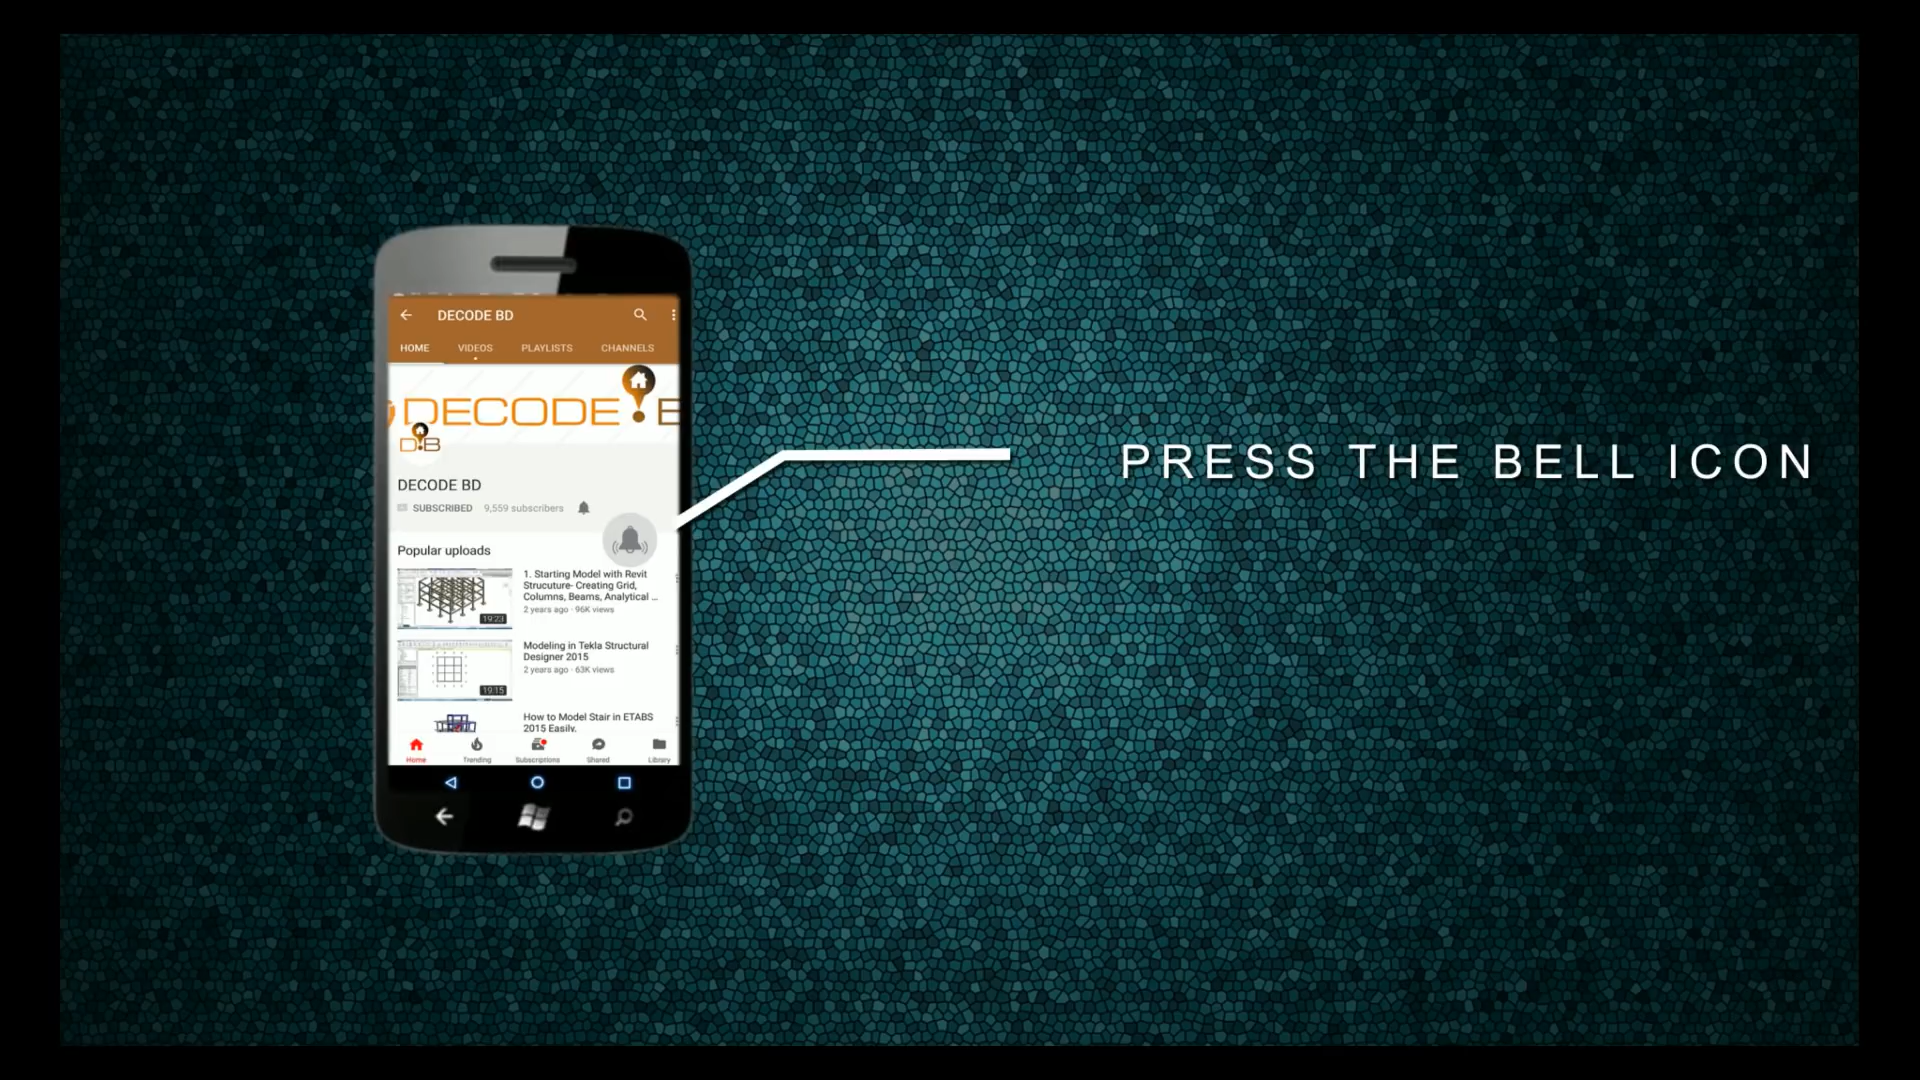 DECODE BD
HOME VIDEOS PLAYLISTS CHANNELS
DECODE B
D B
DECODE BD
SUBSCRIBED 9,559 subscribers
Popular uploads
1. Starting Model with Revit
Strucuture- Creating Grid,
Columns, Beams, Analytical ...
2 years ago · 96K views
19:23
Modeling in Tekla Structural
Designer 2015
2 years ago · 63K views
19:15
How to Model Stair in ETABS
2015 Easily.
Home Trending Subscriptions Shared Library
PRESS THE BELL ICON